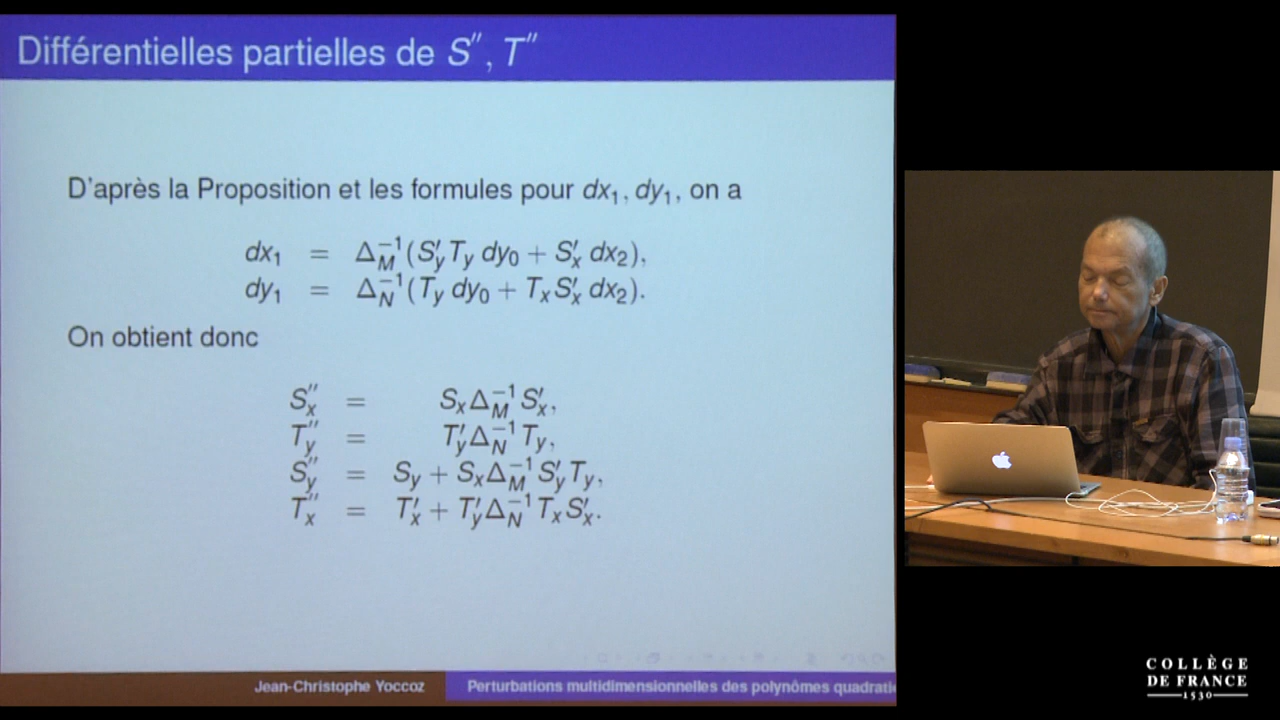 Différentielles partielles de S″, T″
D'après la Proposition et les formules pour dx₁, dy₁, on a
dx₁ = Δ_M⁻¹(S′_y T_y dy₀ + S′_x dx₂),
dy₁ = Δ_N⁻¹(T_y dy₀ + T_x S′_x dx₂).
On obtient donc
S″_x = S_x Δ_M⁻¹ S′_x,
T″_y = T′_y Δ_N⁻¹ T_y,
S″_y = S_y + S_x Δ_M⁻¹ S′_y T_y,
T″_x = T′_x + T′_y Δ_N⁻¹ T_x S′_x.
Jean-Christophe Yoccoz
Perturbations multidimensionnelles des polynômes quadrati
COLLÈGE
DE FRANCE
1530